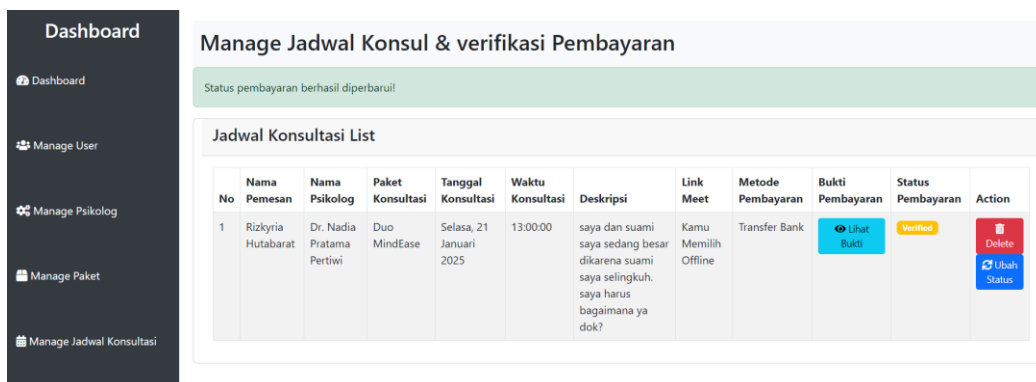 Dashboard
Dashboard
Manage User
Manage Psikolog
Manage Paket
Manage Jadwal Konsultasi
Manage Jadwal Konsul & verifikasi Pembayaran
Status pembayaran berhasil diperbarui!
Jadwal Konsultasi List
No
Nama
Pemesan
Nama
Psikolog
Paket
Konsultasi
Tanggal
Konsultasi
Waktu
Konsultasi
Deskripsi
Link
Meet
Metode
Pembayaran
Bukti
Pembayaran
Status
Pembayaran
Action
1
Rizkyria
Hutabarat
Dr. Nadia
Pratama
Pertiwi
Duo
MindEase
Selasa, 21
Januari
2025
13:00:00
saya dan suami
saya sedang besar
dikarena suami
saya selingkuh.
saya harus
bagaimana ya
dok?
Kamu
Memilih
Offline
Transfer Bank
Lihat
Bukti
Verified
Delete
Ubah
Status